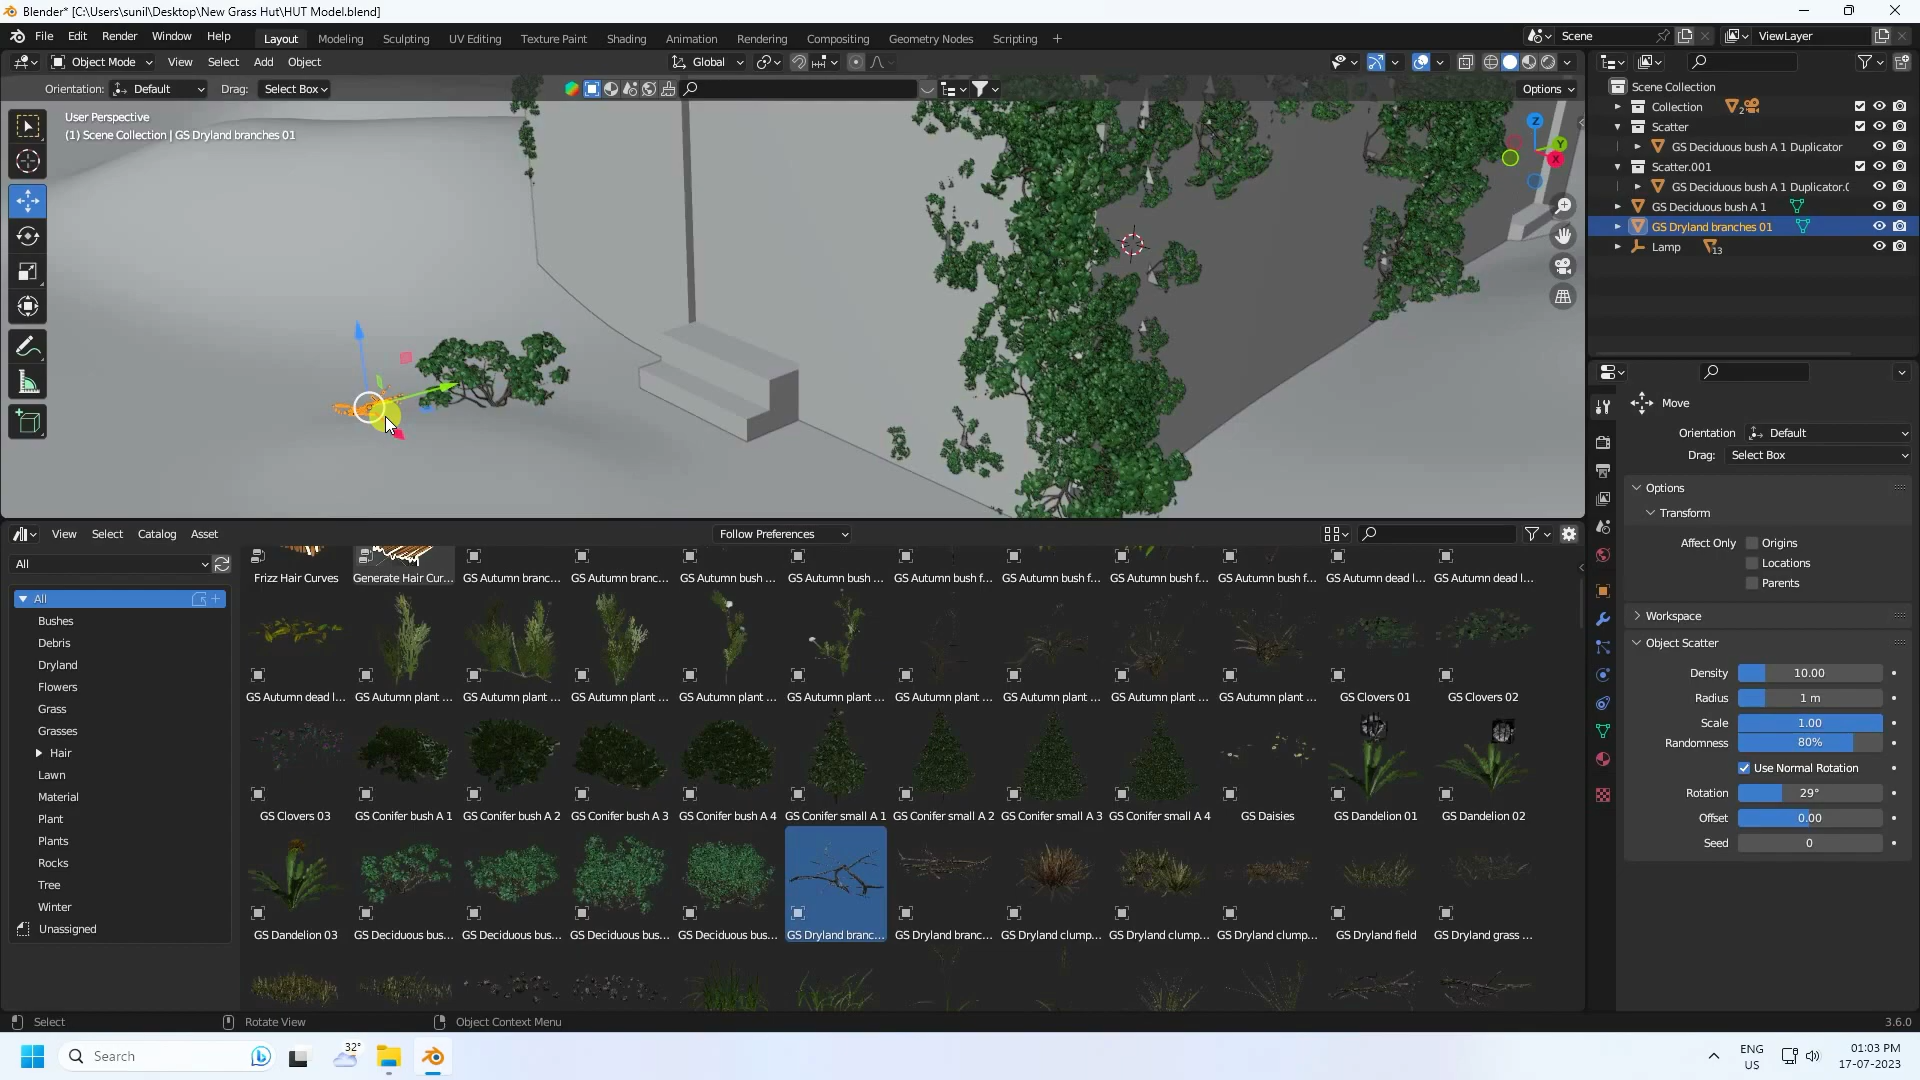 Blender* [C:\Users\sunil\Desktop\New Grass Hut\HUT Model.blend]
File Edit Render Window Help Layout Modeling Sculpting UV Editing Texture Paint Shading Animation Rendering Compositing Geometry Nodes Scripting + Scene ViewLayer
Object Mode View Select Add Object Global
Orientation: Default Drag: Select Box Options
User Perspective
(1) Scene Collection | GS Dryland branches 01
Z
Y
X
Scene Collection
Collection 2
Scatter
GS Deciduous bush A 1 Duplicator
Scatter.001
GS Deciduous bush A 1 Duplicator.(
GS Deciduous bush A 1
GS Dryland branches 01
Lamp 13
Move
Orientation Default
Drag: Select Box
Options
Transform
Affect Only Origins
Locations
Parents
Workspace
Object Scatter
Density 10.00
Radius 1 m
Scale 1.00
Randomness 80%
Use Normal Rotation
Rotation 29°
Offset 0.00
Seed 0
View Select Catalog Asset Follow Preferences
All
All
Bushes
Debris
Dryland
Flowers
Grass
Grasses
Hair
Lawn
Material
Plant
Plants
Rocks
Tree
Winter
Unassigned
Frizz Hair Curves Generate Hair Cur... GS Autumn branc... GS Autumn branc... GS Autumn bush ... GS Autumn bush ... GS Autumn bush f... GS Autumn bush f... GS Autumn bush f... GS Autumn bush f... GS Autumn dead l... GS Autumn dead l...
GS Autumn dead l... GS Autumn plant ... GS Autumn plant ... GS Autumn plant ... GS Autumn plant ... GS Autumn plant ... GS Autumn plant ... GS Autumn plant ... GS Autumn plant ... GS Autumn plant ... GS Clovers 01 GS Clovers 02
GS Clovers 03 GS Conifer bush A 1 GS Conifer bush A 2 GS Conifer bush A 3 GS Conifer bush A 4 GS Conifer small A 1 GS Conifer small A 2 GS Conifer small A 3 GS Conifer small A 4 GS Daisies GS Dandelion 01 GS Dandelion 02
GS Dandelion 03 GS Deciduous bus... GS Deciduous bus... GS Deciduous bus... GS Deciduous bus... GS Dryland branc... GS Dryland branc... GS Dryland clump... GS Dryland clump... GS Dryland clump... GS Dryland field GS Dryland grass ...
Select Rotate View Object Context Menu 3.6.0
Search 32° ENG US 01:03 PM 17-07-2023